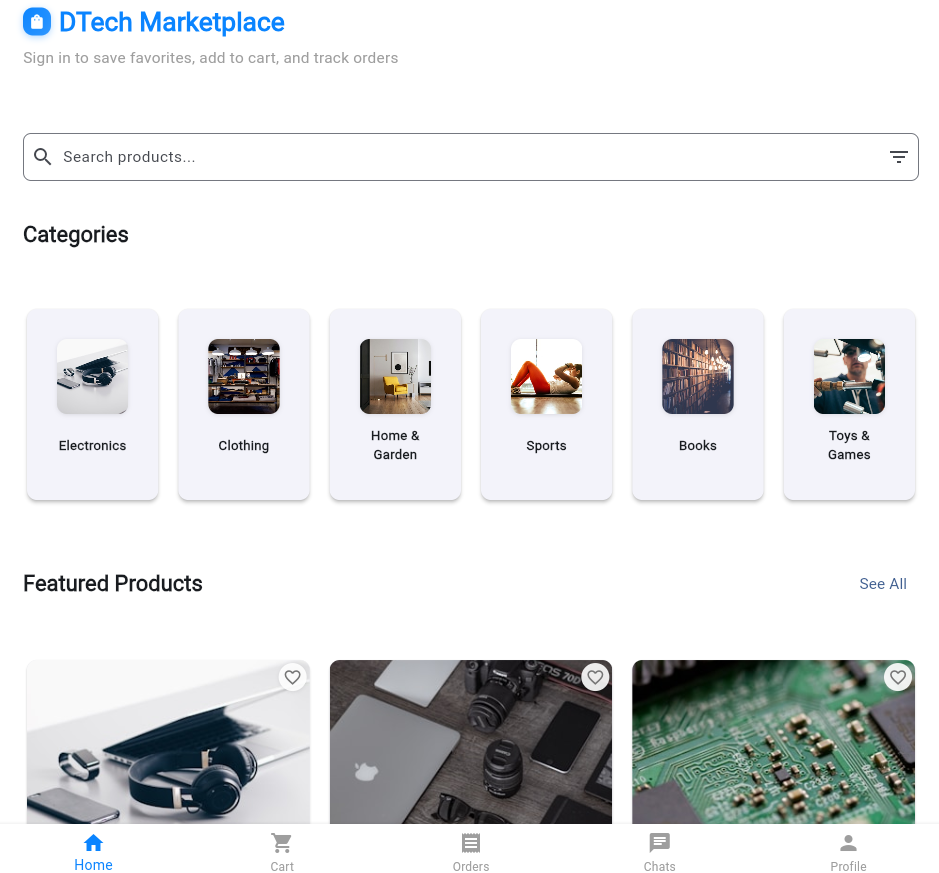 DTech Marketplace
Sign in to save favorites, add to cart, and track orders
Search products...
Categories
Electronics
Clothing
Home &
Garden
Sports
Books
Toys &
Games
Featured Products
See All
70D
Home
Cart
Orders
Chats
Profile